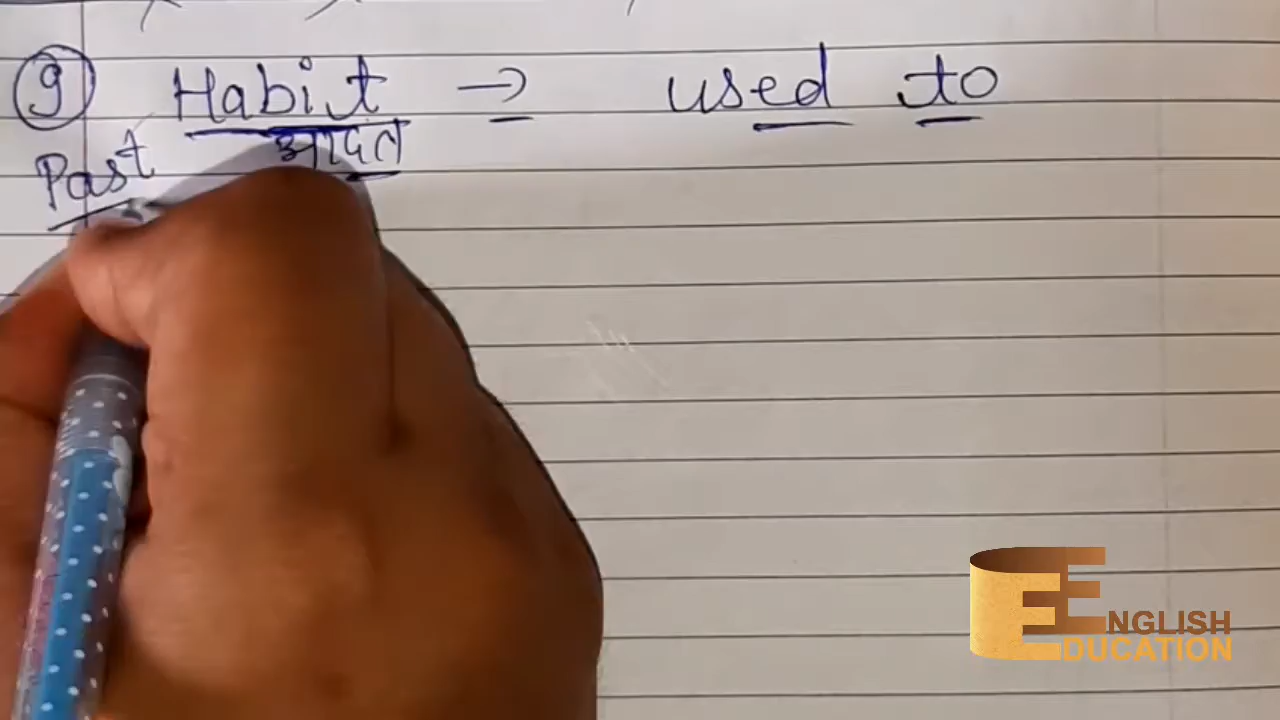 9 Habit → used to
आदत
Past
ENGLISH
EDUCATION